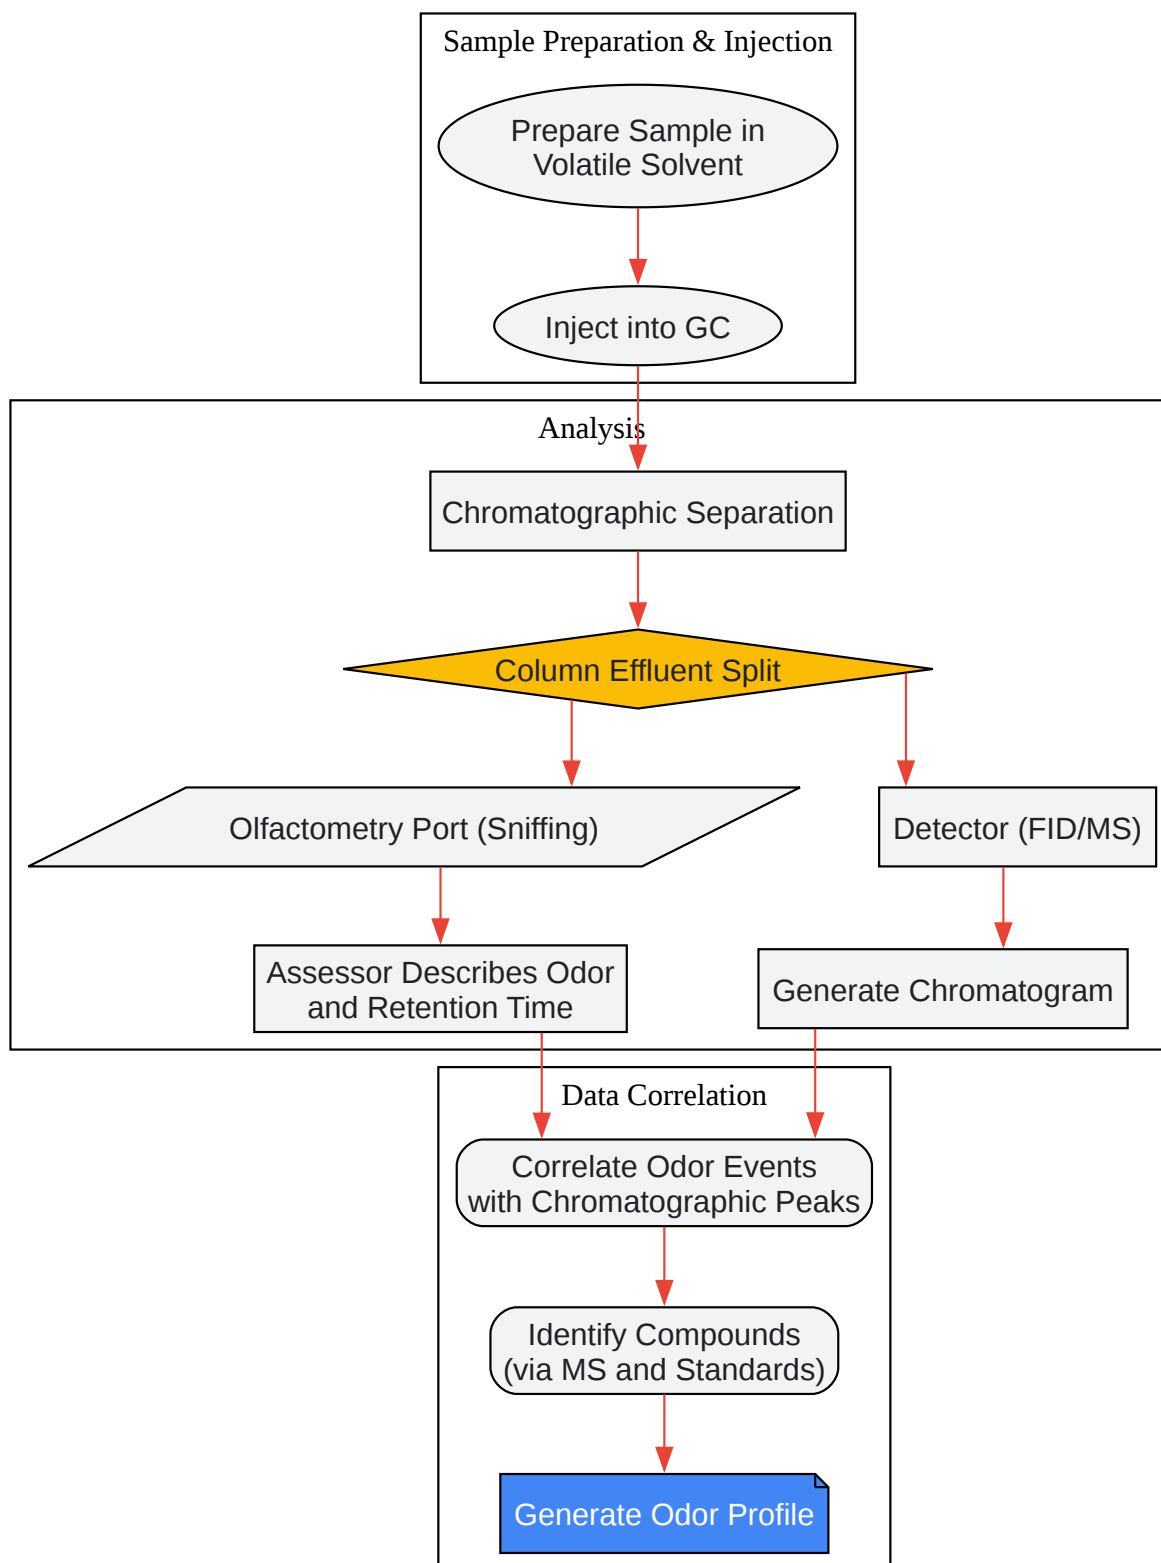 Sample Preparation & Injection
Prepare Sample in
Volatile Solvent
Inject into GC
Analysis
Chromatographic Separation
Column Effluent Split
Olfactometry Port (Sniffing)
Detector (FID/MS)
Assessor Describes Odor
and Retention Time
Generate Chromatogram
Data Correlation
Correlate Odor Events
with Chromatographic Peaks
Identify Compounds
(via MS and Standards)
Generate Odor Profile